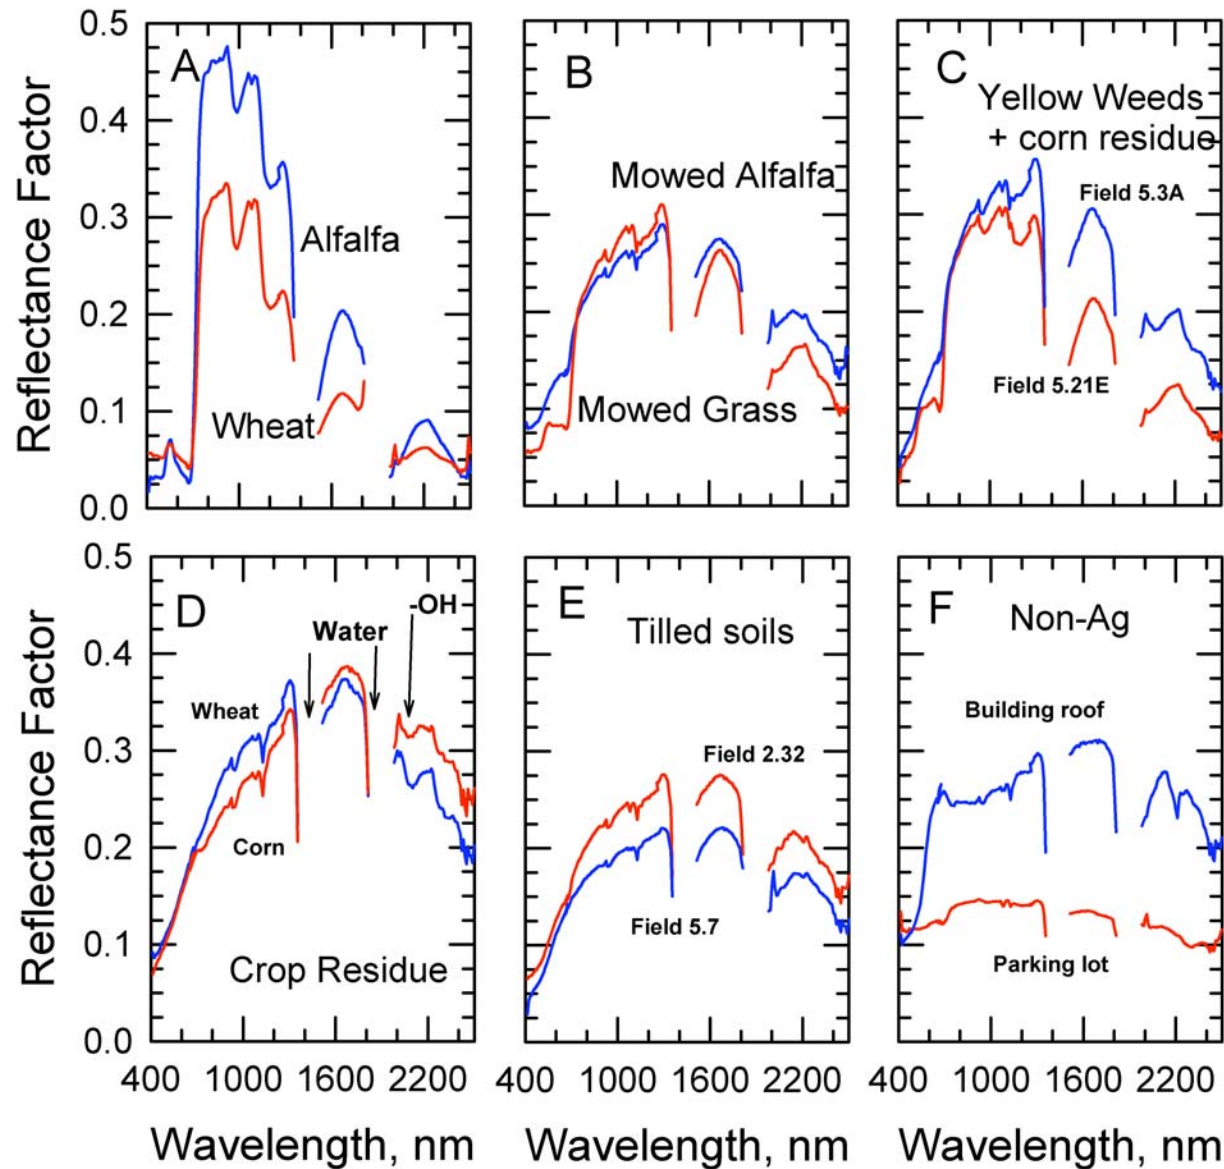 0.5
0.4
0.3
0.2
0.1
0.0
Reflectance Factor
A
Alfalfa
Wheat
B
Mowed Alfalfa
Mowed Grass
C
Yellow Weeds
+ corn residue
Field 5.3A
Field 5.21E
0.5
0.4
0.3
0.2
0.1
0.0
Reflectance Factor
D
-OH
Water
Wheat
Corn
Crop Residue
E
Tilled soils
Field 2.32
Field 5.7
F
Non-Ag
Building roof
Parking lot
400 1000 1600 2200
400 1000 1600 2200
400 1000 1600 2200
Wavelength, nm
Wavelength, nm
Wavelength, nm